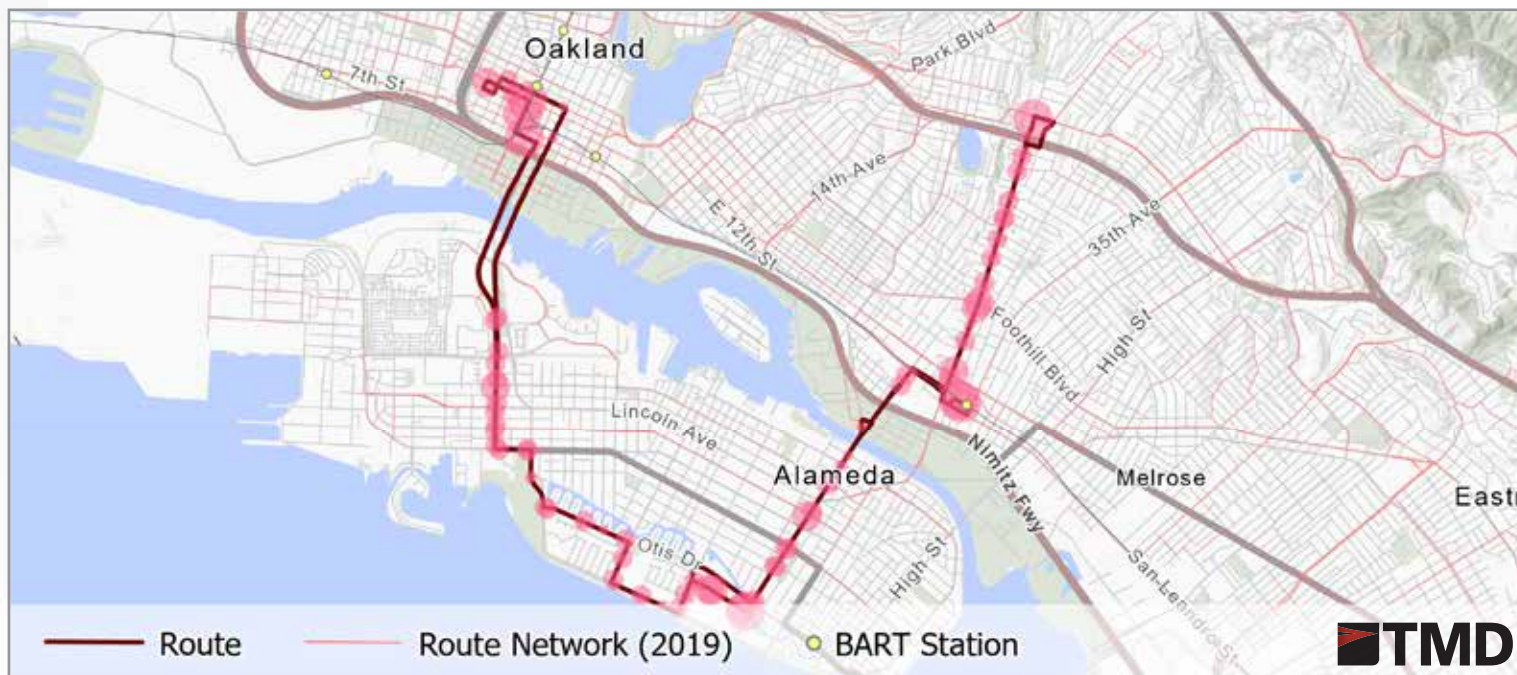 Oakland
Park Blvd
7th St
14th Ave
E 12th St
35th Ave
Foothill Blvd
High St
Lincoln Ave
Alameda
Nimitz Fwy
Melrose
Eastr
Otis Dr
High St
San Leandro St
Route
Route Network (2019)
BART Station
TMD